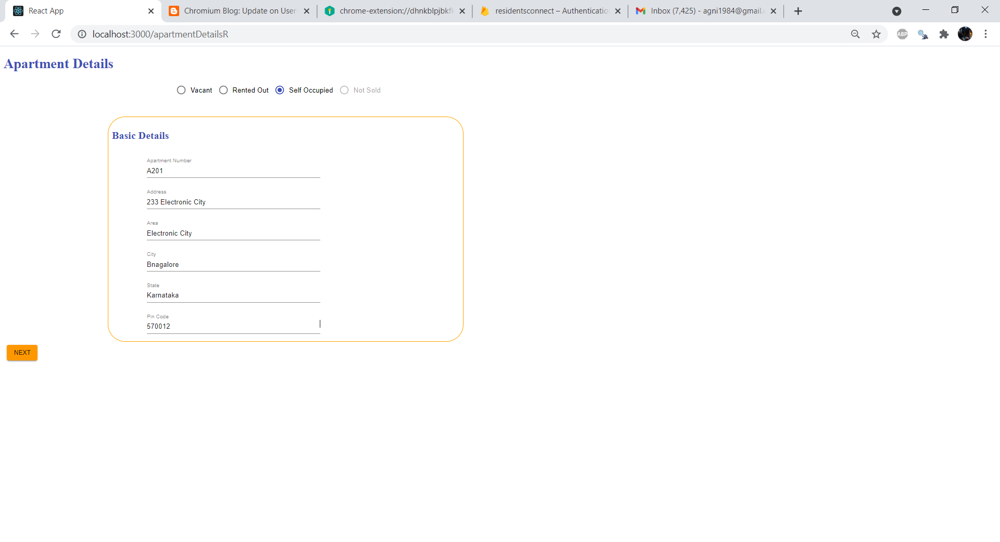 React App
Chromium Blog: Update on User-
chrome-extension://dhnkblpjbkfk
residentsconnect – Authentication
Inbox (7,425) - agni1984@gmail.c
localhost:3000/apartmentDetailsR
ABP
Apartment Details
Vacant Rented Out Self Occupied Not Sold
Basic Details
Apartment Number
A201
Address
233 Electronic City
Area
Electronic City
City
Bnagalore
State
Karnataka
Pin Code
570012
NEXT